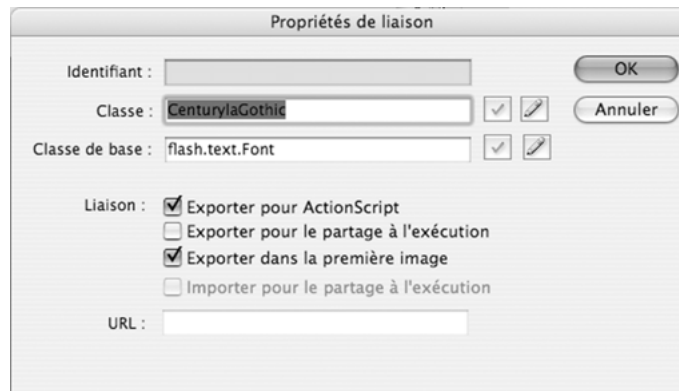 Propriétés de liaison
Identifiant :
OK
Classe : CenturylaGothic
Annuler
Classe de base : flash.text.Font
Liaison : Exporter pour ActionScript
Exporter pour le partage à l'exécution
Exporter dans la première image
Importer pour le partage à l'exécution
URL :